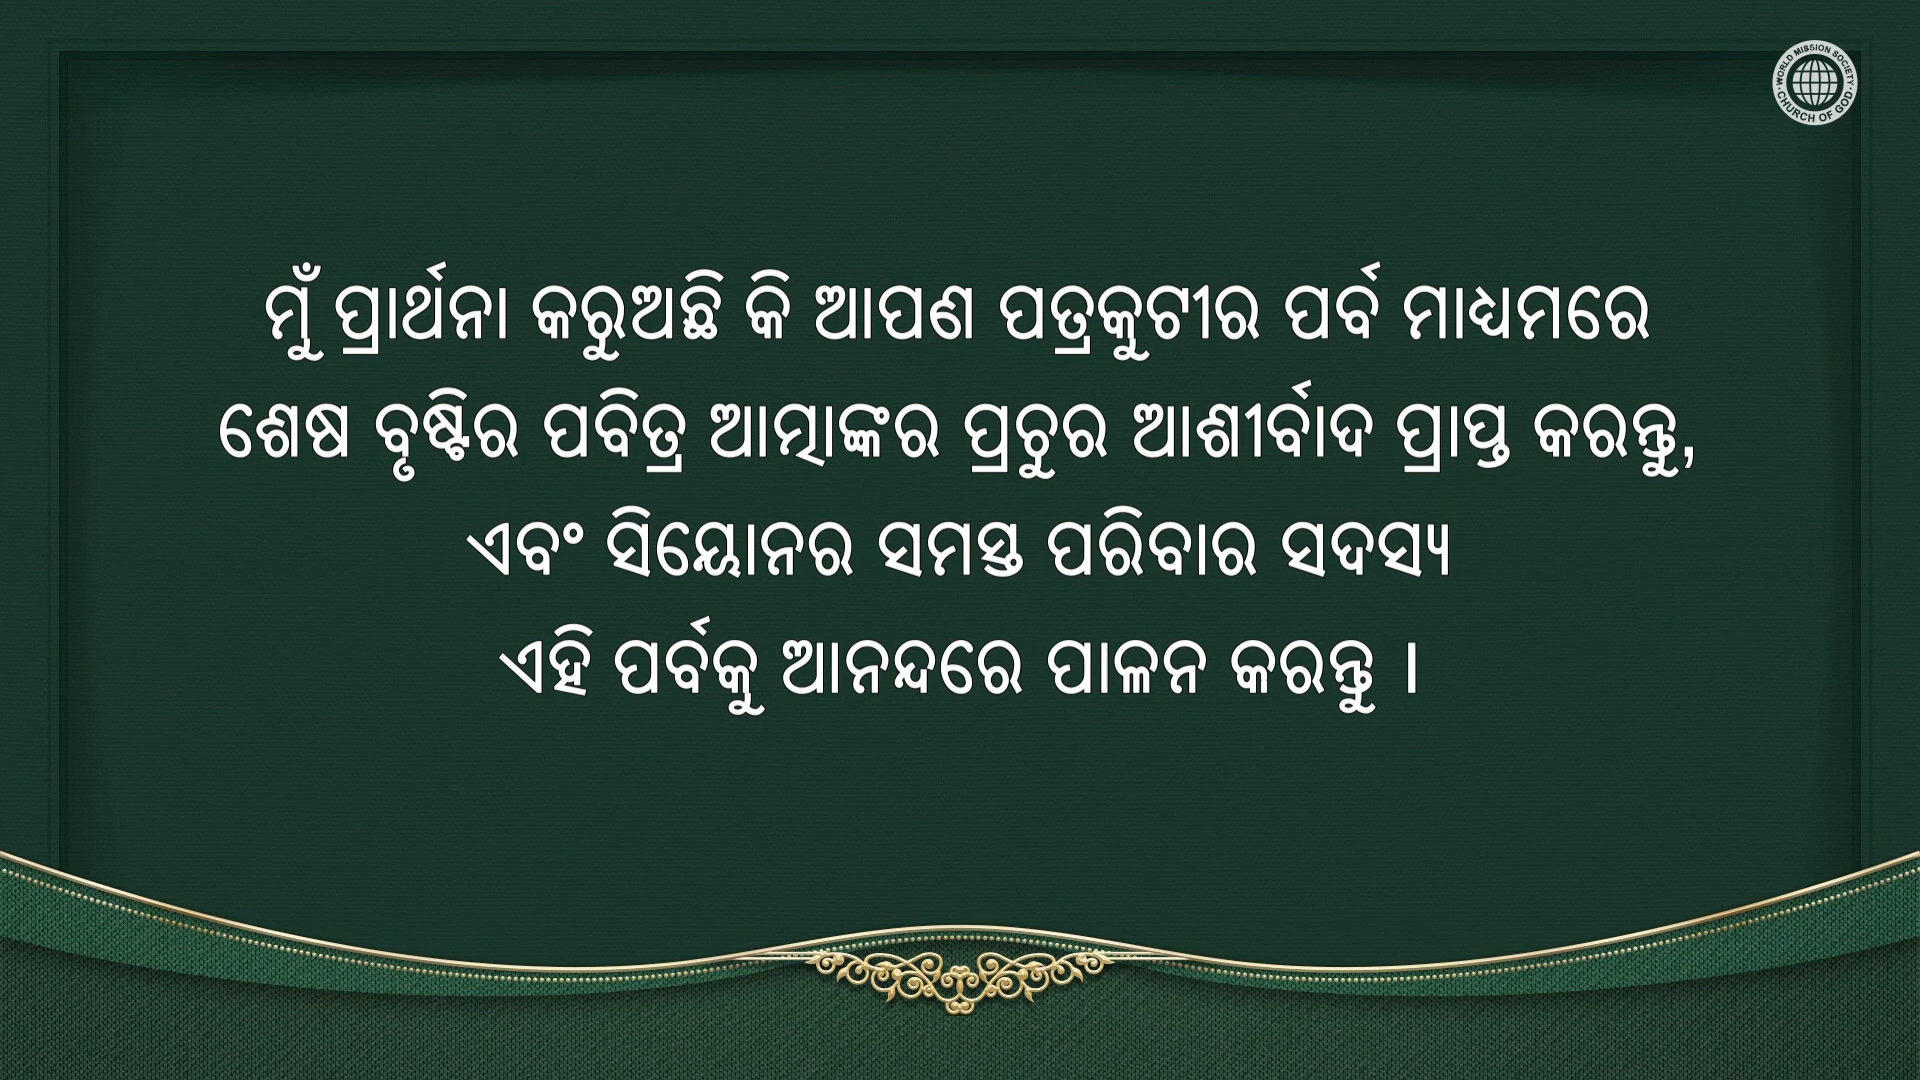 WORLD MISSION SOCIETY
CHURCH OF GOD
ମୁଁ ପ୍ରାର୍ଥନା କରୁଅଛି କି ଆପଣ ପତ୍ରକୁଟୀର ପର୍ବ ମାଧ୍ୟମରେ
ଶେଷ ବୃଷ୍ଟିର ପବିତ୍ର ଆତ୍ମାଙ୍କର ପ୍ରଚୁର ଆଶୀର୍ବାଦ ପ୍ରାପ୍ତ କରନ୍ତୁ,
ଏବଂ ସିୟୋନର ସମସ୍ତ ପରିବାର ସଦସ୍ୟ
ଏହି ପର୍ବକୁ ଆନନ୍ଦରେ ପାଳନ କରନ୍ତୁ ।